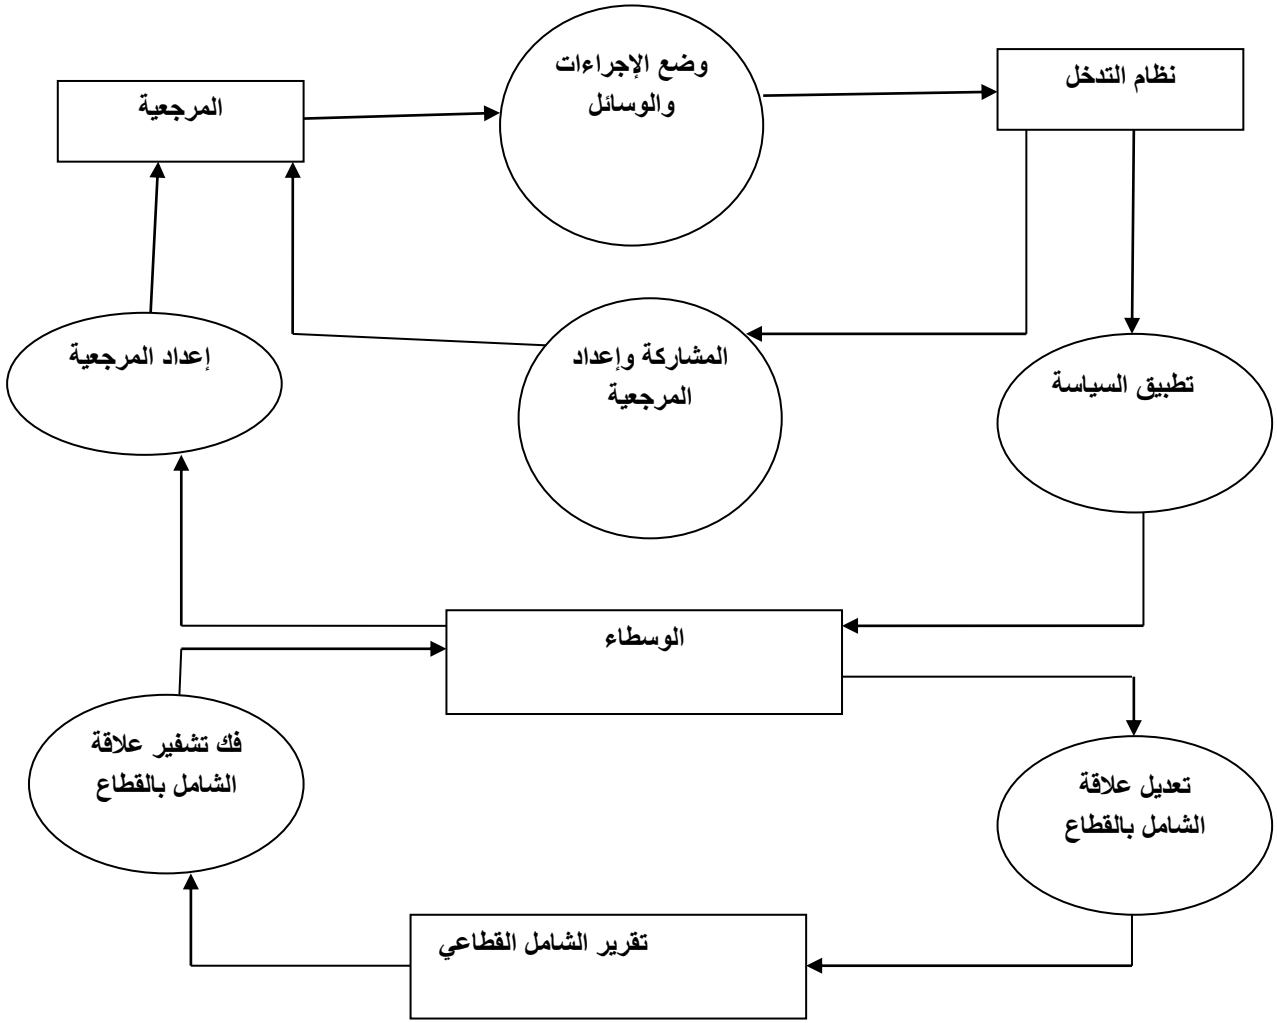 نظام التدخل
وضع الإجراءات
والوسائل
المرجعية
تطبيق السياسة
المشاركة وإعداد
المرجعية
إعداد المرجعية
الوسطاء
تعديل علاقة
الشامل بالقطاع
فك تشفير علاقة
الشامل بالقطاع
تقرير الشامل القطاعي